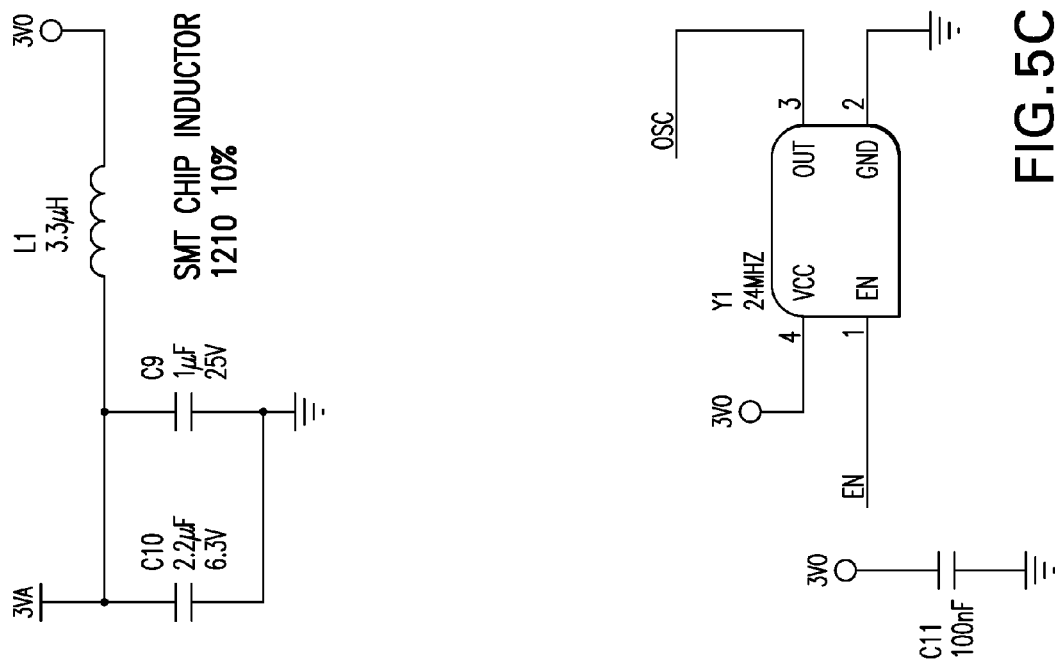 3VA
C10
2.2µF
6.3V
C9
1µF
25V
L1
3.3µH
3V0
SMT CHIP INDUCTOR
1210 10%
3V0
C11
100nF
EN
3V0
Y1
24MHZ
4
VCC
OUT
3
1
EN
GND
2
OSC
FIG.5C